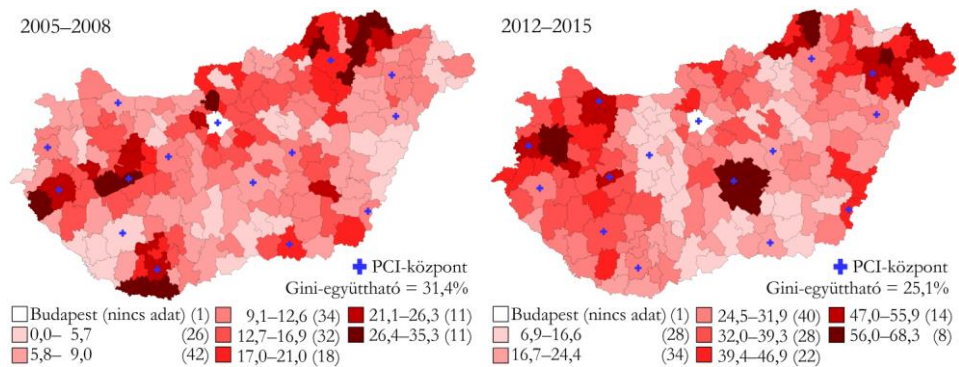 2005–2008
2012–2015
PCI-központ
Gini-együttható = 31,4%
Budapest (nincs adat) (1)
0,0– 5,7 (26)
5,8– 9,0 (42)
9,1–12,6 (34)
12,7–16,9 (32)
17,0–21,0 (18)
21,1–26,3 (11)
26,4–35,3 (11)
PCI-központ
Gini-együttható = 25,1%
Budapest (nincs adat) (1)
6,9–16,6 (28)
16,7–24,4 (34)
24,5–31,9 (40)
32,0–39,3 (28)
39,4–46,9 (22)
47,0–55,9 (14)
56,0–68,3 (8)